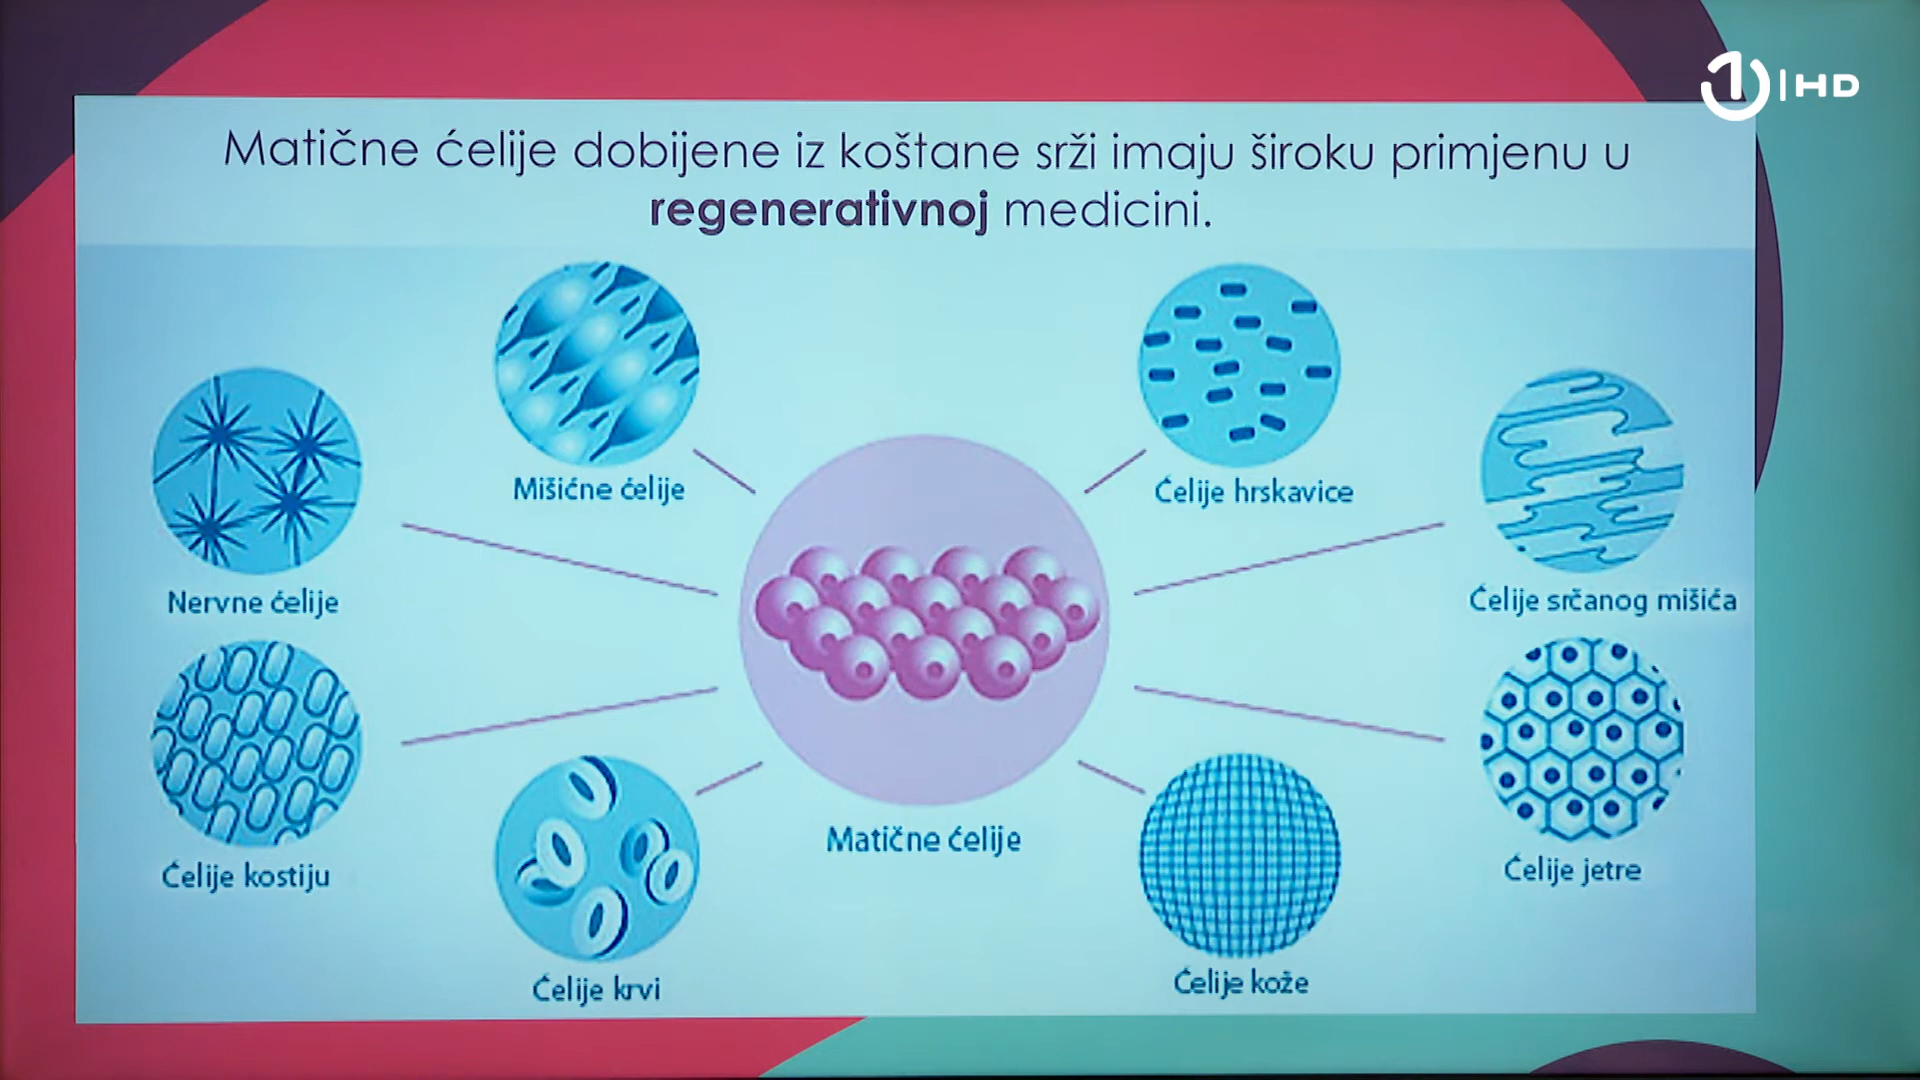 1|HD
Matične ćelije dobijene iz koštane srži imaju široku primjenu u
regenerativnoj medicini.
Mišićne ćelije
Ćelije hrskavice
Nervne ćelije
Ćelije srčanog mišića
Matične ćelije
Ćelije kostiju
Ćelije jetre
Ćelije krvi
Ćelije kože